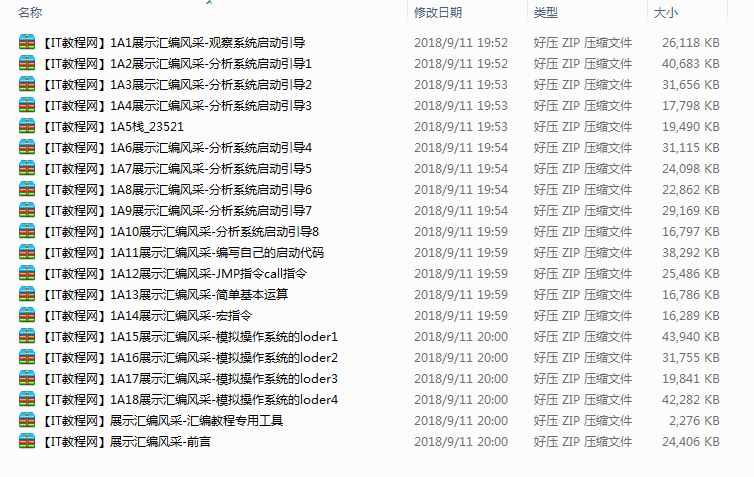 名称 修改日期 类型 大小
【IT教程网】1A1展示汇编风采-观察系统启动引导 2018/9/11 19:52 好压 ZIP 压缩文件 26,118 KB
【IT教程网】1A2展示汇编风采-分析系统启动引导1 2018/9/11 19:52 好压 ZIP 压缩文件 40,683 KB
【IT教程网】1A3展示汇编风采-分析系统启动引导2 2018/9/11 19:53 好压 ZIP 压缩文件 31,656 KB
【IT教程网】1A4展示汇编风采-分析系统启动引导3 2018/9/11 19:53 好压 ZIP 压缩文件 17,798 KB
【IT教程网】1A5栈_23521 2018/9/11 19:53 好压 ZIP 压缩文件 19,490 KB
【IT教程网】1A6展示汇编风采-分析系统启动引导4 2018/9/11 19:54 好压 ZIP 压缩文件 31,115 KB
【IT教程网】1A7展示汇编风采-分析系统启动引导5 2018/9/11 19:54 好压 ZIP 压缩文件 24,098 KB
【IT教程网】1A8展示汇编风采-分析系统启动引导6 2018/9/11 19:54 好压 ZIP 压缩文件 22,862 KB
【IT教程网】1A9展示汇编风采-分析系统启动引导7 2018/9/11 19:54 好压 ZIP 压缩文件 29,169 KB
【IT教程网】1A10展示汇编风采-分析系统启动引导8 2018/9/11 19:59 好压 ZIP 压缩文件 16,797 KB
【IT教程网】1A11展示汇编风采-编写自己的启动代码 2018/9/11 19:59 好压 ZIP 压缩文件 38,292 KB
【IT教程网】1A12展示汇编风采-JMP指令call指令 2018/9/11 19:59 好压 ZIP 压缩文件 25,486 KB
【IT教程网】1A13展示汇编风采-简单基本运算 2018/9/11 19:59 好压 ZIP 压缩文件 16,786 KB
【IT教程网】1A14展示汇编风采-宏指令 2018/9/11 19:59 好压 ZIP 压缩文件 16,289 KB
【IT教程网】1A15展示汇编风采-模拟操作系统的loder1 2018/9/11 20:00 好压 ZIP 压缩文件 43,940 KB
【IT教程网】1A16展示汇编风采-模拟操作系统的loder2 2018/9/11 20:00 好压 ZIP 压缩文件 31,755 KB
【IT教程网】1A17展示汇编风采-模拟操作系统的loder3 2018/9/11 20:00 好压 ZIP 压缩文件 19,841 KB
【IT教程网】1A18展示汇编风采-模拟操作系统的loder4 2018/9/11 20:00 好压 ZIP 压缩文件 42,282 KB
【IT教程网】展示汇编风采-汇编教程专用工具 2018/9/11 20:00 好压 ZIP 压缩文件 2,276 KB
【IT教程网】展示汇编风采-前言 2018/9/11 20:00 好压 ZIP 压缩文件 24,406 KB